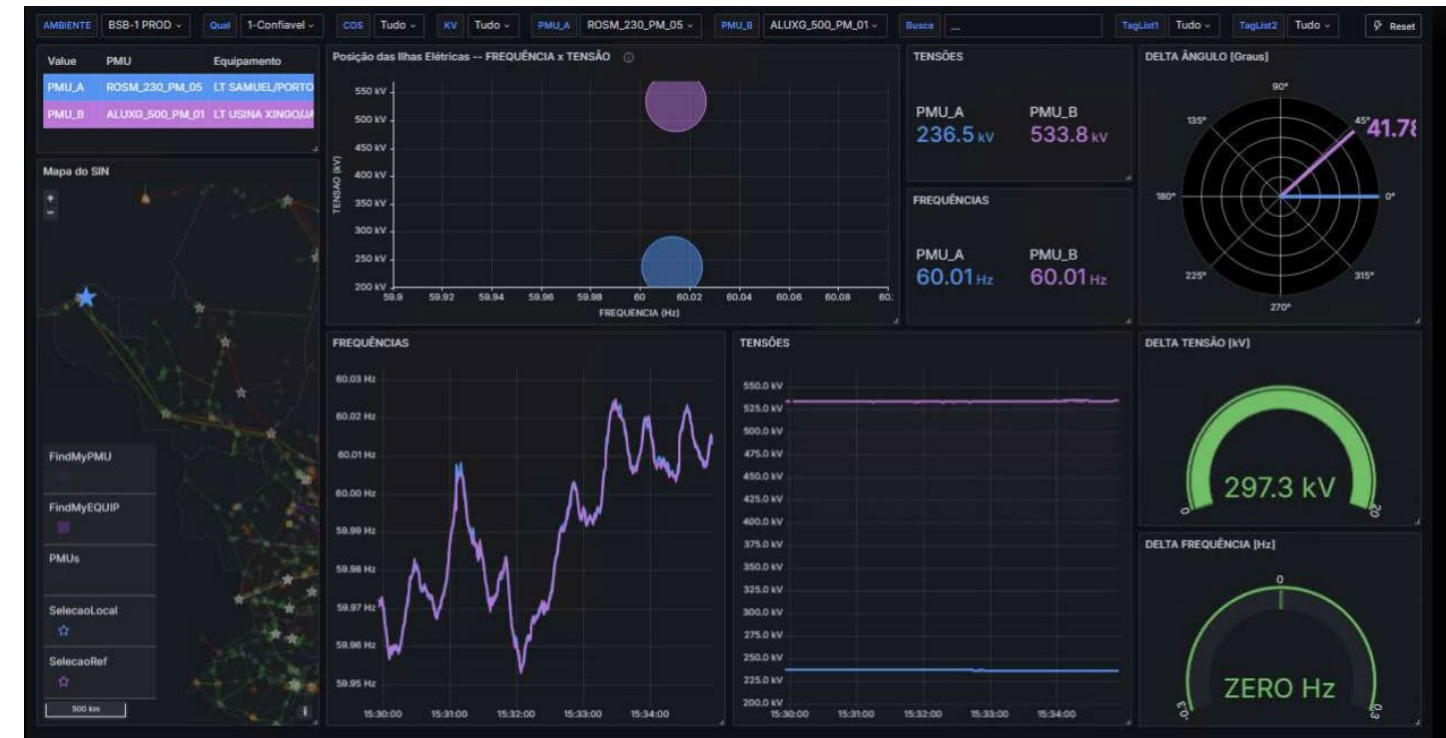 AMBIENTE BSB-1 PROD Qual 1-Confiavel COS Tudo KV Tudo PMU_A ROSM_230_PM_05 PMU_B ALUXG_500_PM_01 Busca ... TagList1 Tudo TagList2 Tudo Reset
Value PMU Equipamento
PMU_A ROSM_230_PM_05 LT SAMUEL/PORTO
PMU_B ALUXG_500_PM_01 LT USINA XINGO/JA
Mapa do SIN
+
-
FindMyPMU
FindMyEQUIP
PMUs
SelecaoLocal
SelecaoRef
500 km
i
Posição das Ilhas Elétricas -- FREQUÊNCIA x TENSÃO
TENSAO (kV)
550 kV
500 kV
450 kV
400 kV
350 kV
300 kV
250 kV
200 kV
59.9 59.92 59.94 59.96 59.98 60 60.02 60.04 60.06 60.08 60.
FREQUENCIA (Hz)
TENSÕES
PMU_A PMU_B
236.5 kV 533.8 kV
FREQUÊNCIAS
PMU_A PMU_B
60.01 Hz 60.01 Hz
DELTA ÂNGULO [Graus]
90°
135° 45° 41.78
180° 0°
225° 315°
270°
FREQUÊNCIAS
60.03 Hz
60.02 Hz
60.01 Hz
60.00 Hz
59.99 Hz
59.98 Hz
59.97 Hz
59.96 Hz
59.95 Hz
15:30:00 15:31:00 15:32:00 15:33:00 15:34:00
TENSÕES
550.0 kV
525.0 kV
500.0 kV
475.0 kV
450.0 kV
425.0 kV
400.0 kV
375.0 kV
350.0 kV
325.0 kV
300.0 kV
275.0 kV
250.0 kV
225.0 kV
200.0 kV
15:30:00 15:31:00 15:32:00 15:33:00 15:34:00
DELTA TENSÃO [kV]
297.3 kV
0 20
DELTA FREQUÊNCIA [Hz]
0
ZERO Hz
-0.3 0.3